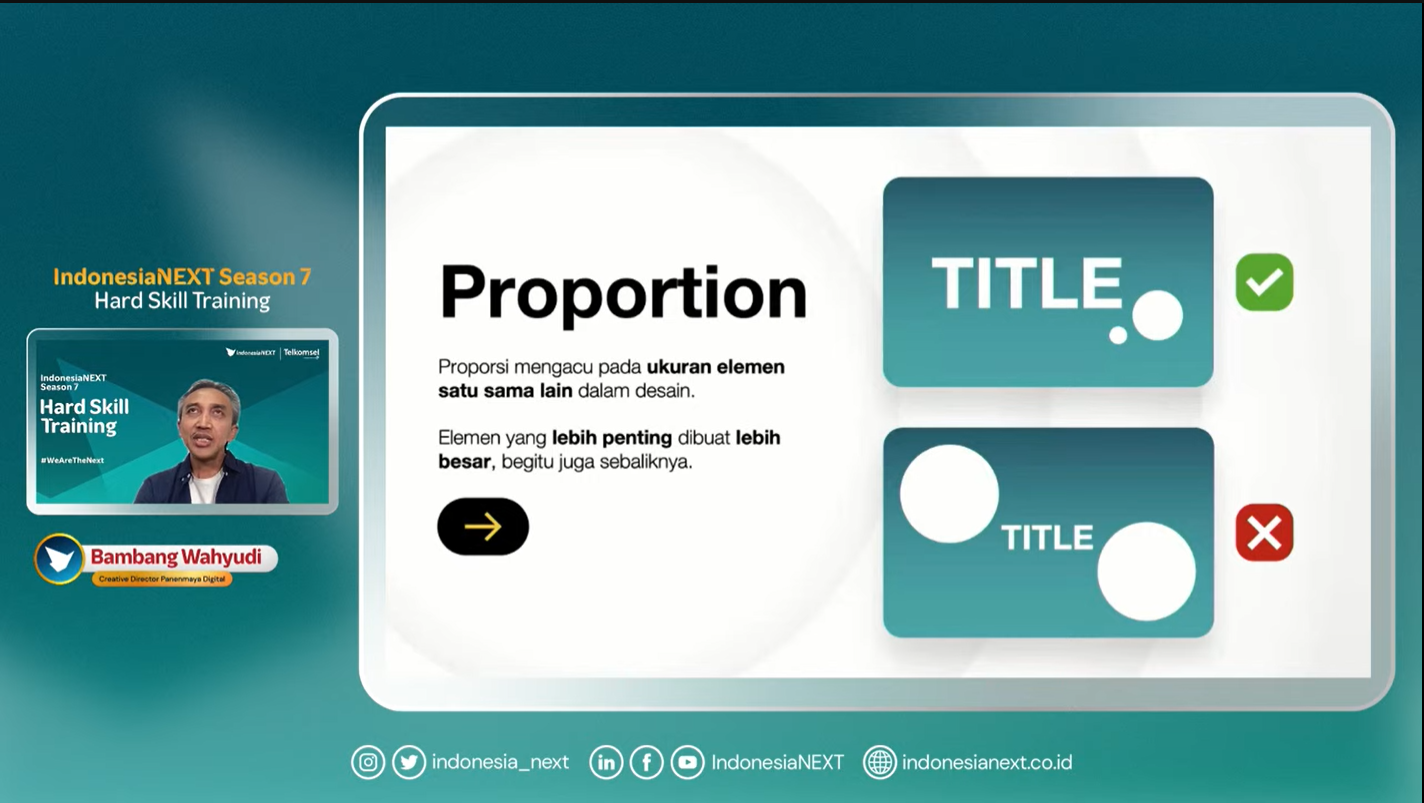 IndonesiaNEXT Season 7
Hard Skill Training
IndonesiaNEXT | Telkomsel
IndonesiaNEXT
Season 7
Hard Skill
Training
#WeAreTheNext
Bambang Wahyudi
Creative Director Panenmaya Digital
Proportion
Proporsi mengacu pada ukuran elemen
satu sama lain dalam desain.
Elemen yang lebih penting dibuat lebih
besar, begitu juga sebaliknya.
TITLE
TITLE
indonesia_next
IndonesiaNEXT
indonesianext.co.id